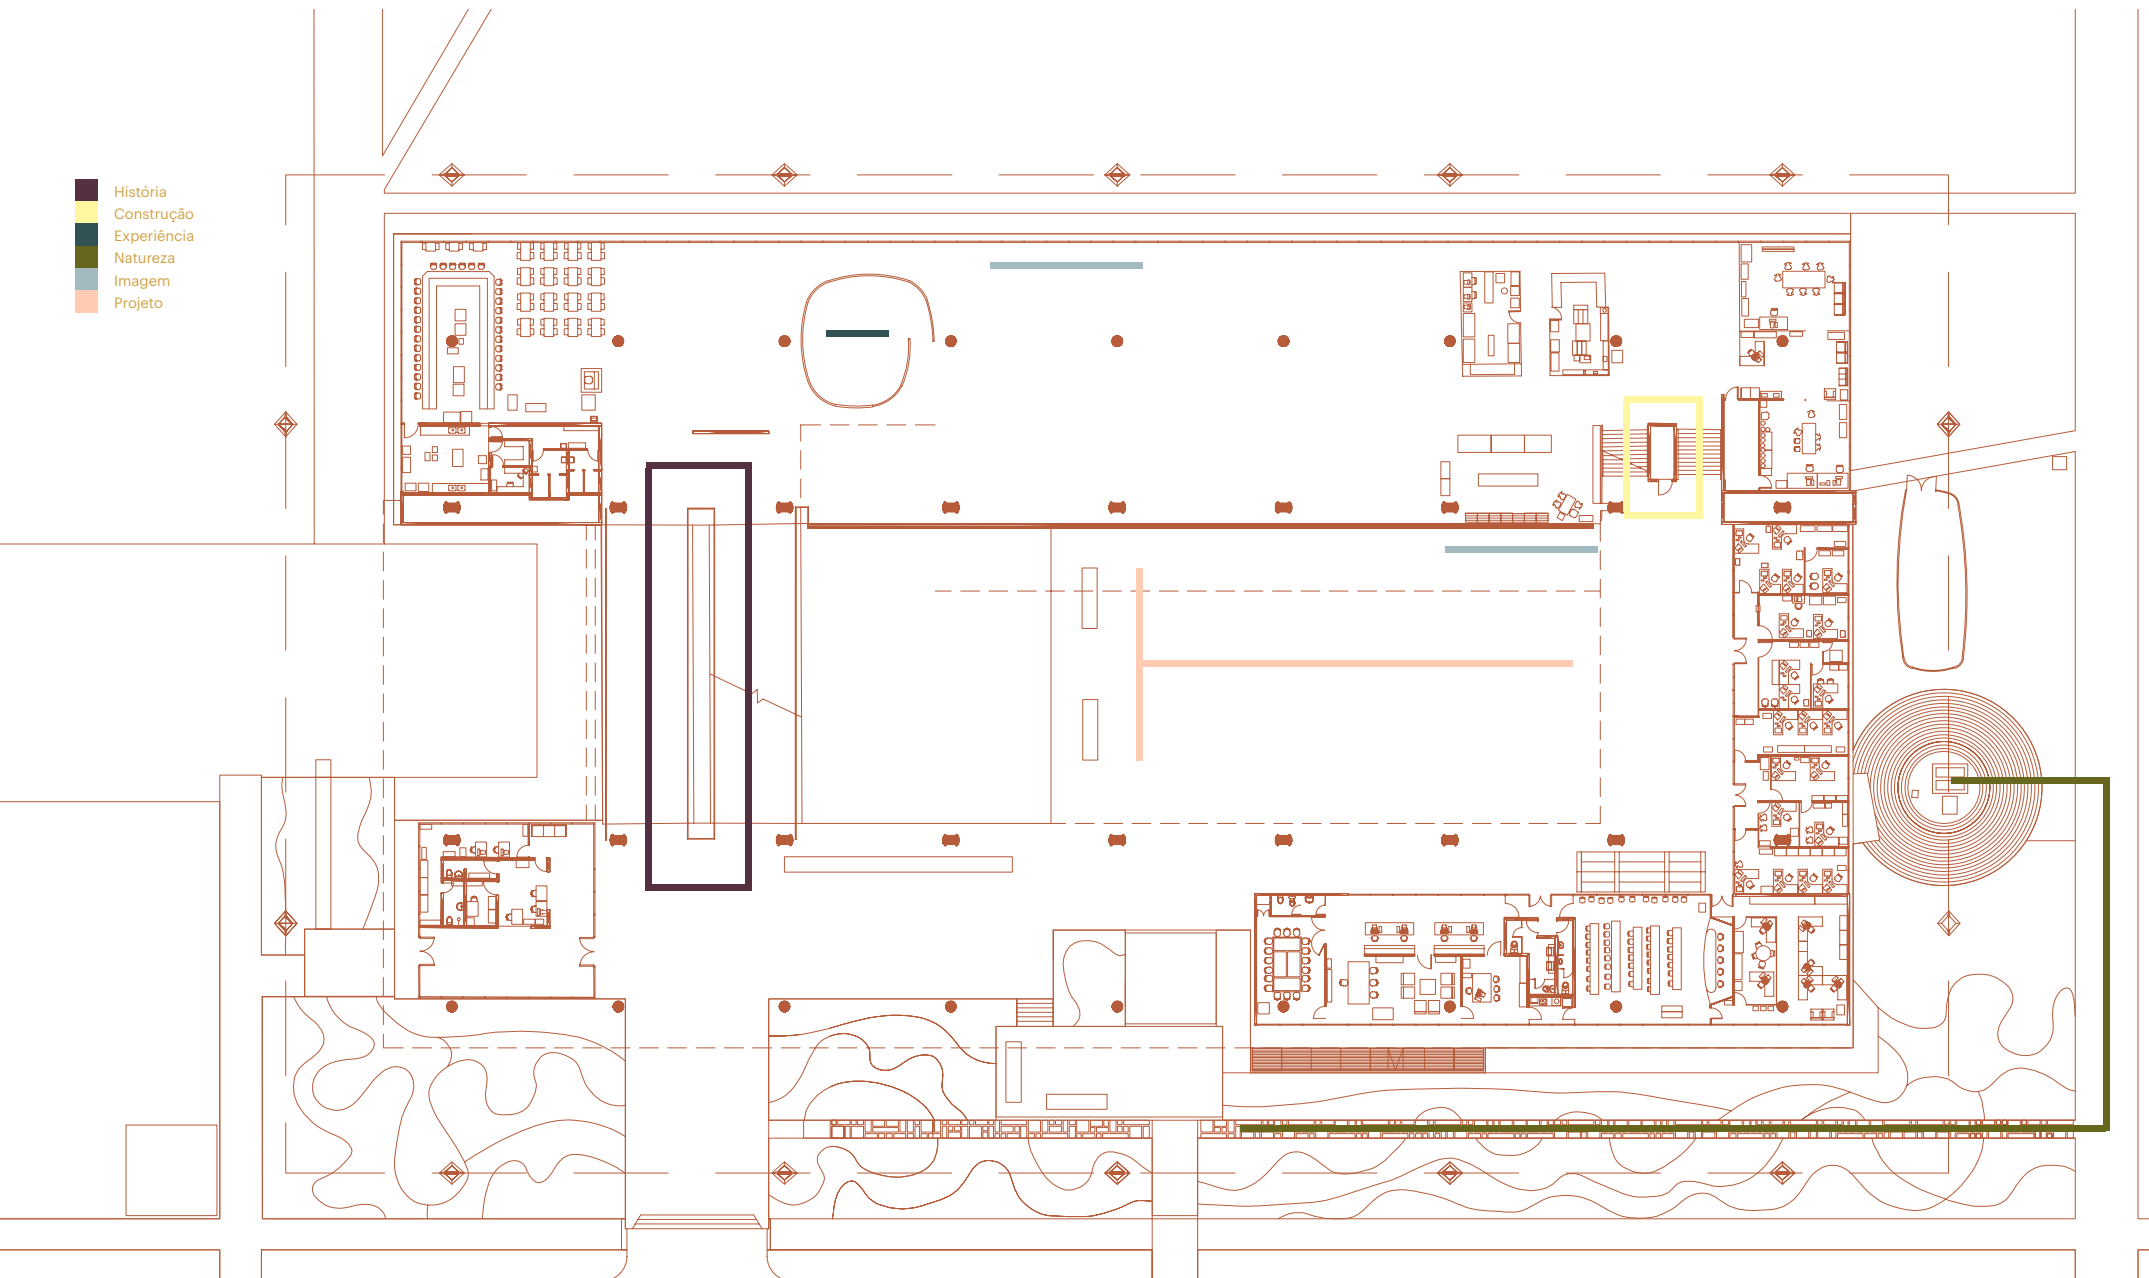 História
Construção
Experiência
Natureza
Imagem
Projeto